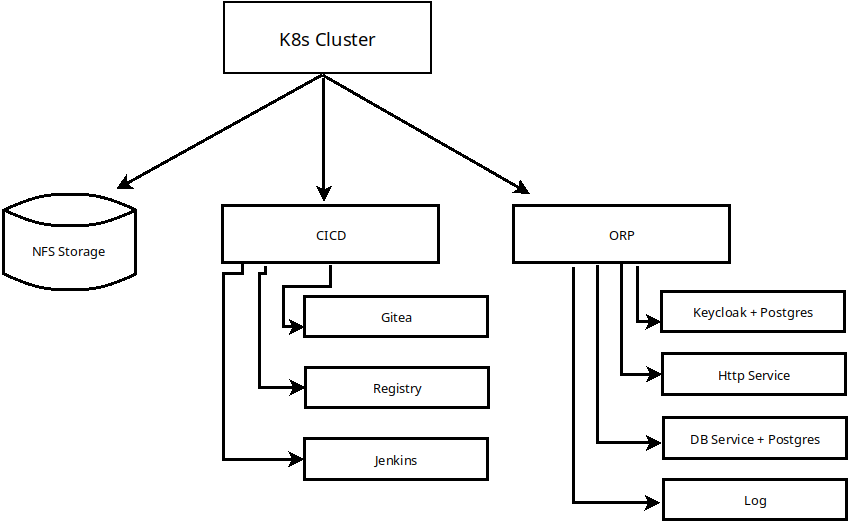 K8s Cluster
NFS Storage
CICD
ORP
Gitea
Registry
Jenkins
Keycloak + Postgres
Http Service
DB Service + Postgres
Log